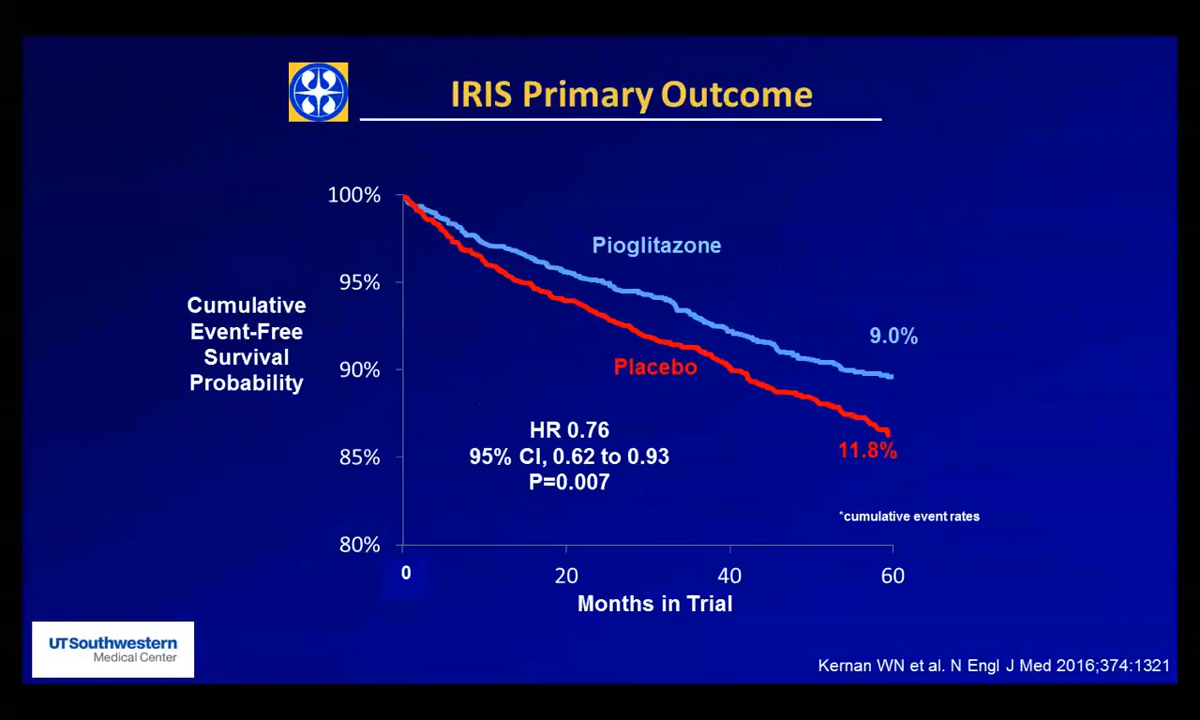 IRIS Primary Outcome
100%
95%
90%
85%
80%
Cumulative
Event-Free
Survival
Probability
Pioglitazone
9.0%
Placebo
11.8%
HR 0.76
95% CI, 0.62 to 0.93
P=0.007
*cumulative event rates
0
20
40
60
Months in Trial
UTSouthwestern
Medical Center
Kernan WN et al. N Engl J Med 2016;374:1321